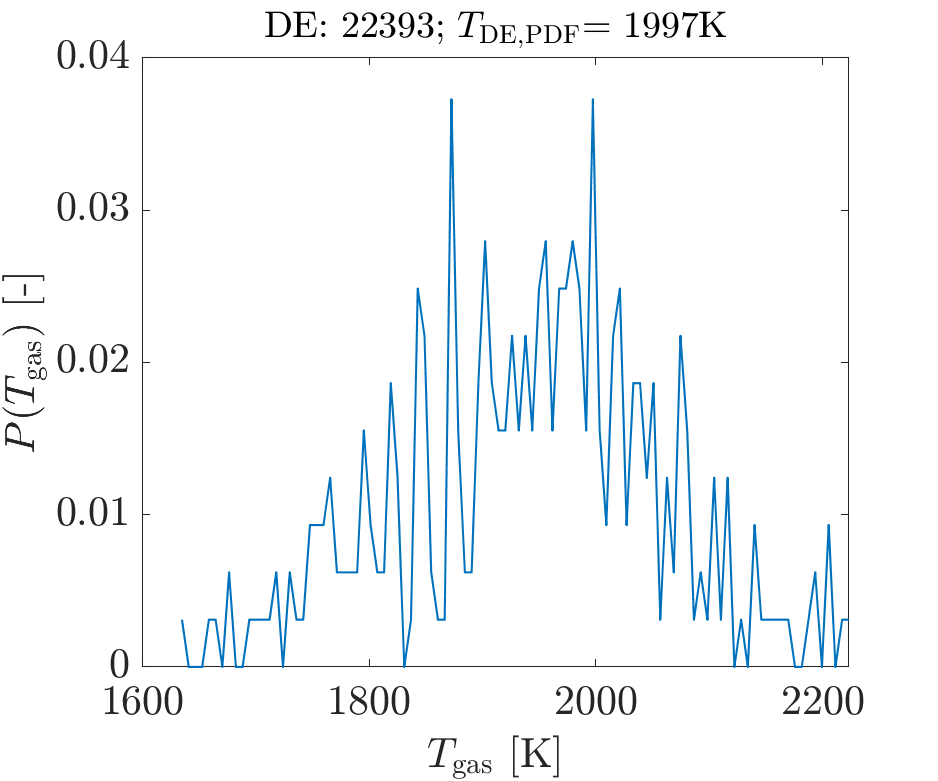 DE: 22393; T_DE,PDF= 1997K
0.04
0.03
0.02
0.01
0
P(T_gas) [-]
1600 1800 2000 2200
T_gas [K]